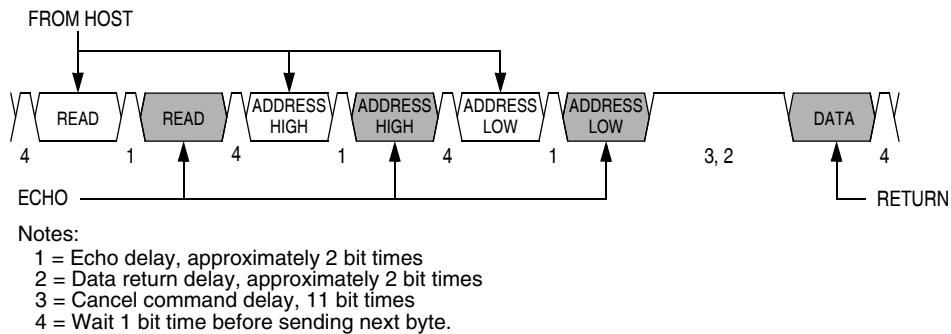 FROM HOST
READ READ ADDRESS HIGH ADDRESS HIGH ADDRESS LOW ADDRESS LOW DATA
4 1 4 1 4 1 3, 2 4
ECHO RETURN
Notes:
1 = Echo delay, approximately 2 bit times
2 = Data return delay, approximately 2 bit times
3 = Cancel command delay, 11 bit times
4 = Wait 1 bit time before sending next byte.